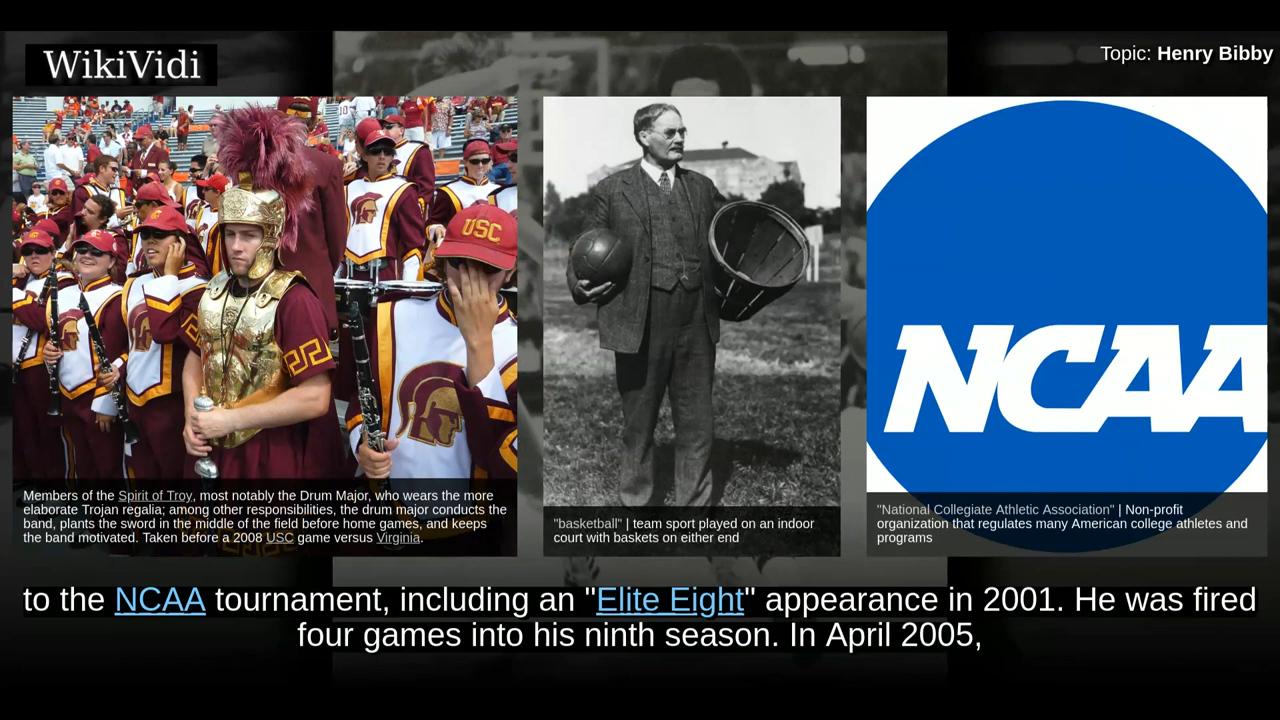 WikiVidi
Topic: Henry Bibby
USC
Members of the Spirit of Troy, most notably the Drum Major, who wears the more
elaborate Trojan regalia; among other responsibilities, the drum major conducts the
band, plants the sword in the middle of the field before home games, and keeps
the band motivated. Taken before a 2008 USC game versus Virginia.
"basketball" | team sport played on an indoor
court with baskets on either end
NCAA
"National Collegiate Athletic Association" | Non-profit
organization that regulates many American college athletes and
programs
to the NCAA tournament, including an "Elite Eight" appearance in 2001. He was fired
four games into his ninth season. In April 2005,